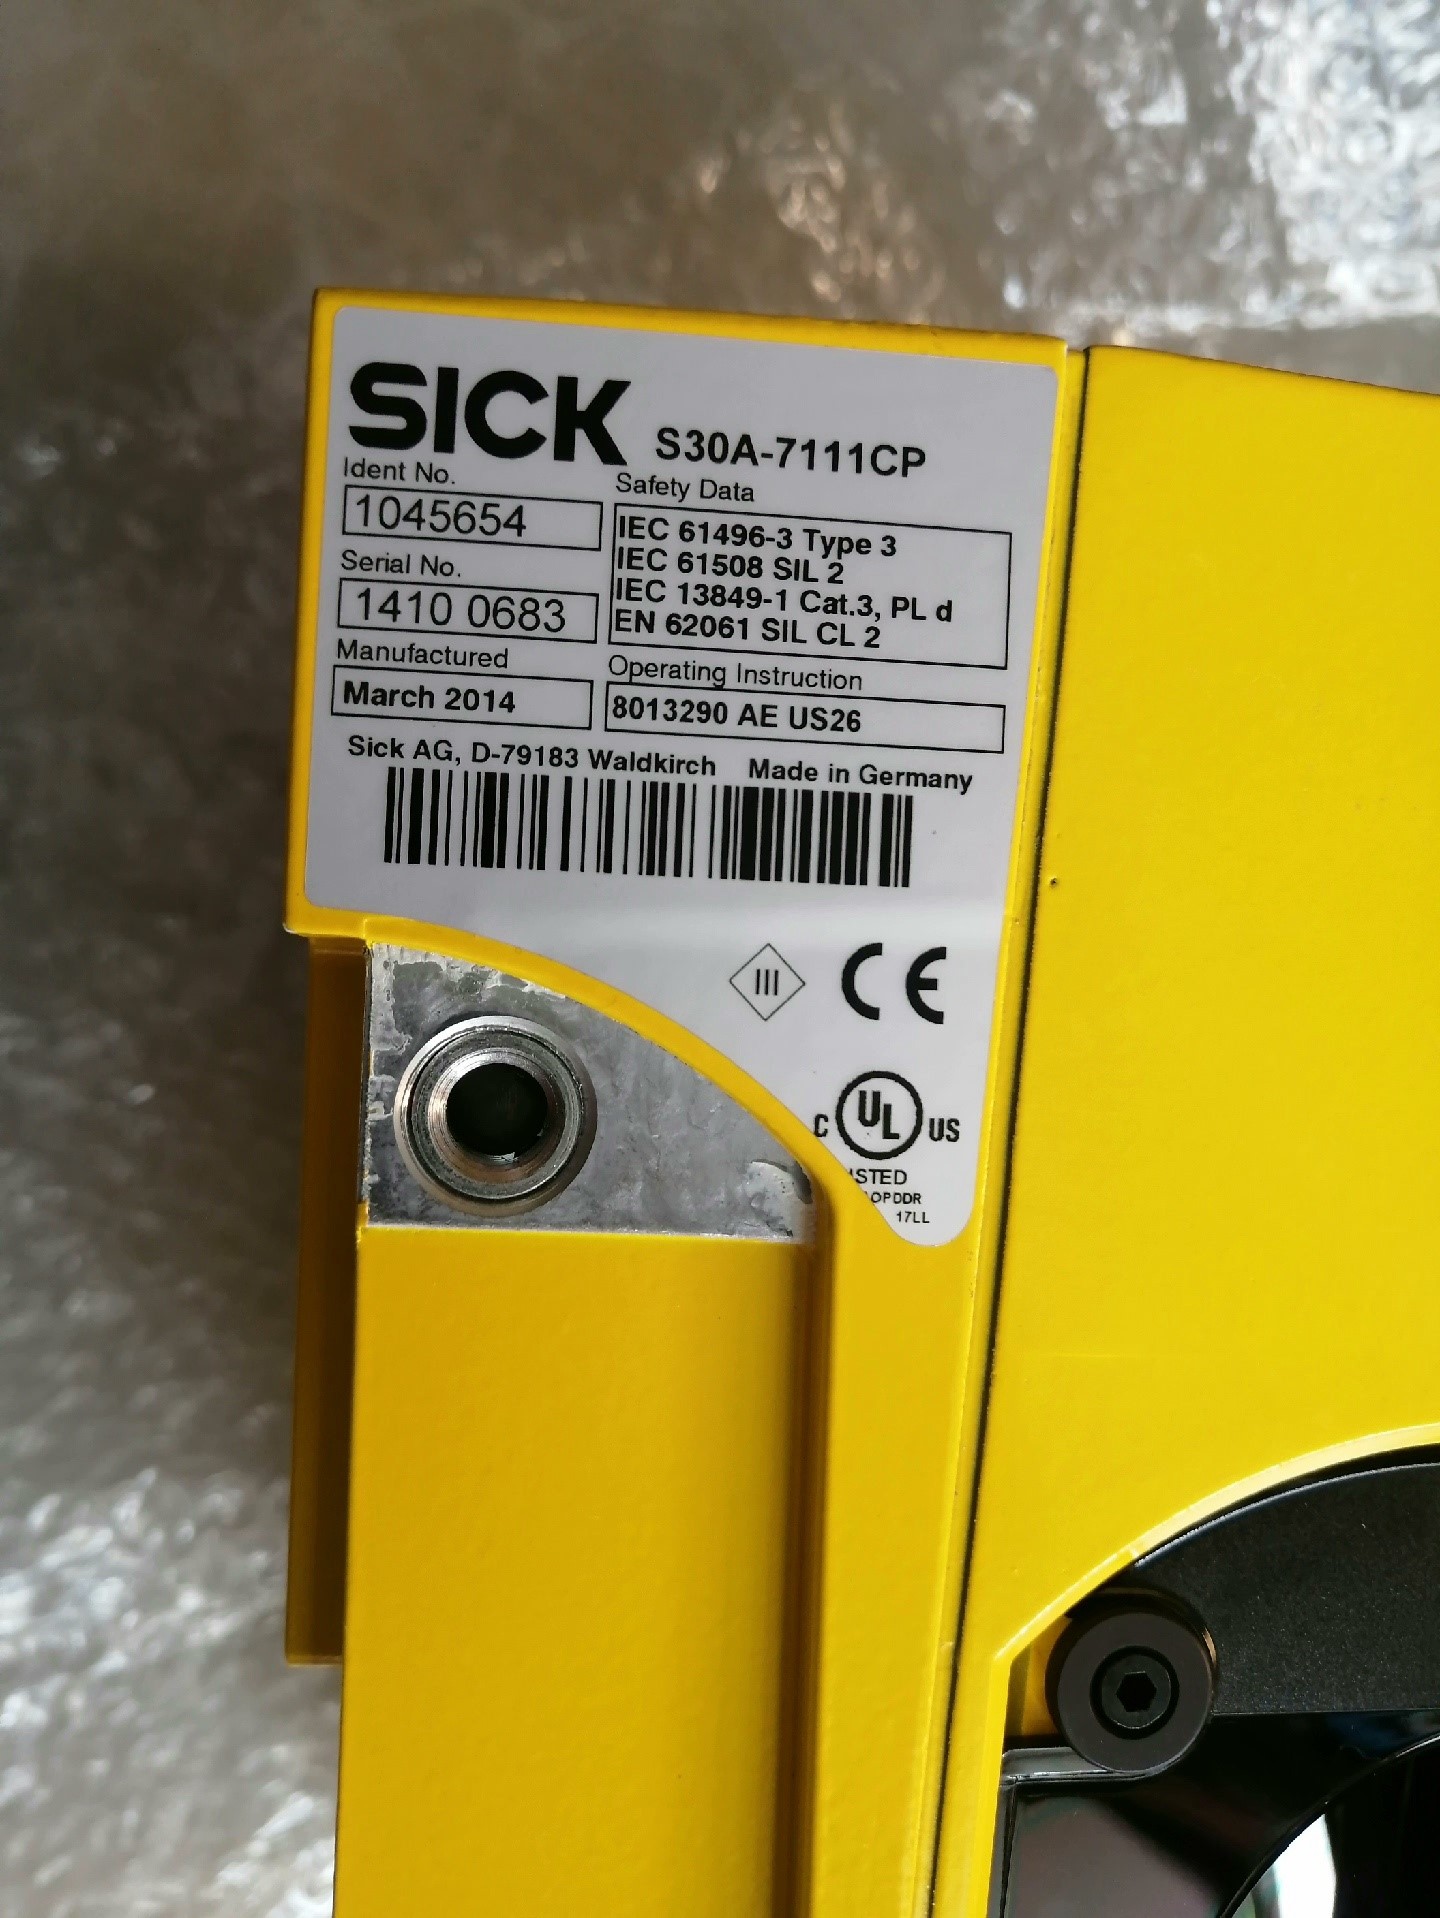 SICK S30A-7111CP
Ident No.
1045654
Serial No.
1410 0683
Manufactured
March 2014
Safety Data
IEC 61496-3 Type 3
IEC 61508 SIL 2
IEC 13849-1 Cat.3, PL d
EN 62061 SIL CL 2
Operating Instruction
8013290 AE US26
Sick AG, D-79183 Waldkirch Made in Germany
III CE
C UL US
17LL